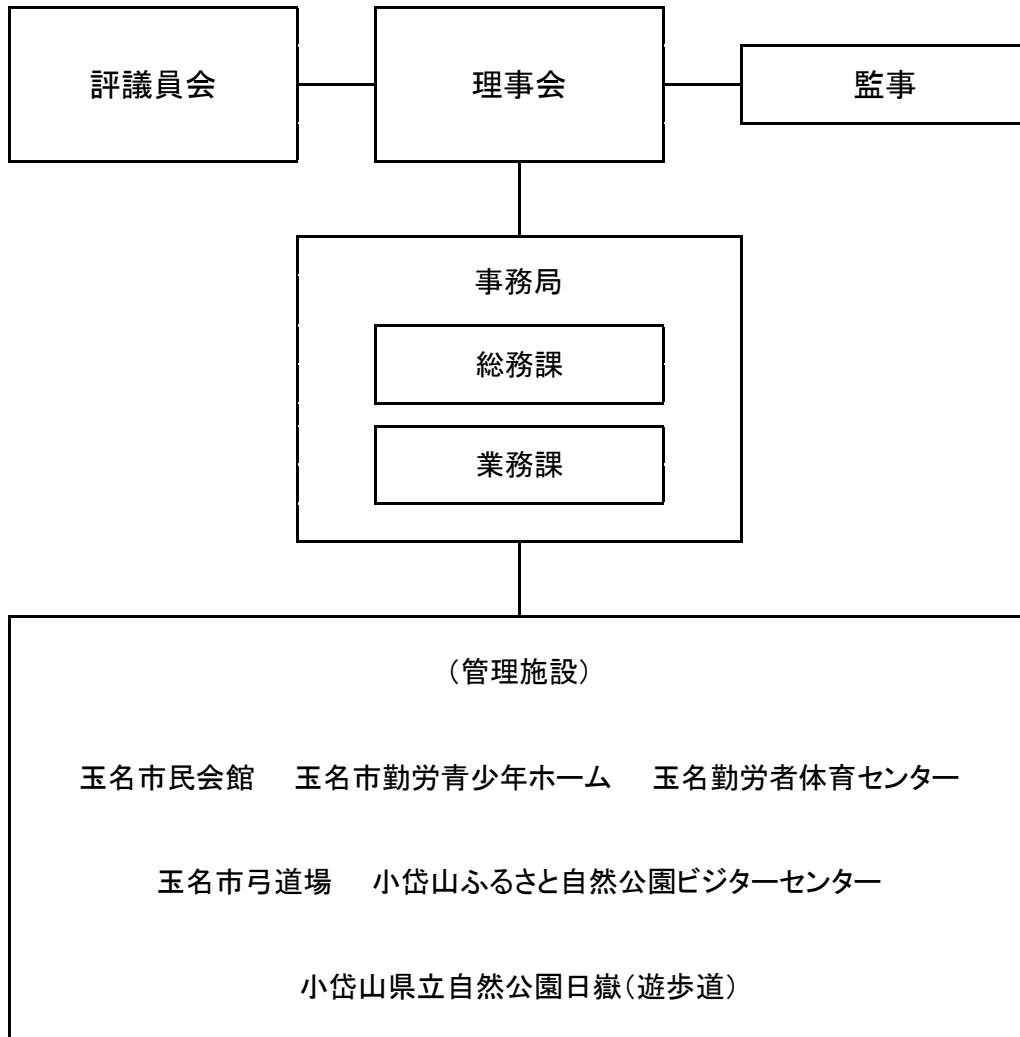 評議員会 理事会 監事
事務局
総務課
業務課
（管理施設）
玉名市民会館 玉名市勤労青少年ホーム 玉名勤労者体育センター
玉名市弓道場 小岱山ふるさと自然公園ビジターセンター
小岱山県立自然公園日嶽（遊歩道）